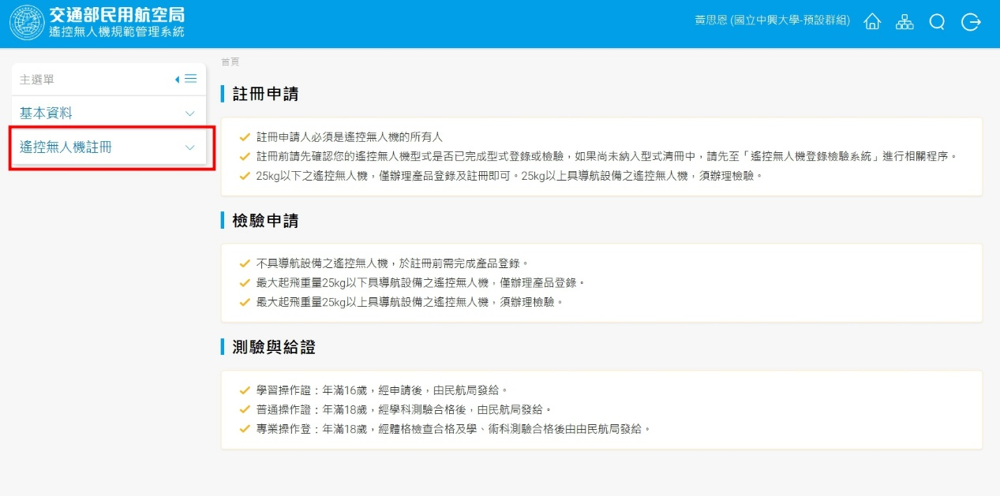 交通部民用航空局
遙控無人機規範管理系統
黃思恩 (國立中興大學-預設群組)
主選單
基本資料
遙控無人機註冊
首頁
註冊申請
註冊申請人必須是遙控無人機的所有人
註冊前請先確認您的遙控無人機型式是否已完成型式登錄或檢驗，如果尚未納入型式清冊中，請先至「遙控無人機登錄檢驗系統」進行相關程序。
25kg以下之遙控無人機，僅辦理產品登錄及註冊即可。25kg以上具導航設備之遙控無人機，須辦理檢驗。
檢驗申請
不具導航設備之遙控無人機，於註冊前需完成產品登錄。
最大起飛重量25kg以下具導航設備之遙控無人機，僅辦理產品登錄。
最大起飛重量25kg以上具導航設備之遙控無人機，須辦理檢驗。
測驗與給證
學習操作證：年滿16歲，經申請後，由民航局發給。
普通操作證：年滿18歲，經學科測驗合格後，由民航局發給。
專業操作登：年滿18歲，經體格檢查合格及學、術科測驗合格後由由民航局發給。